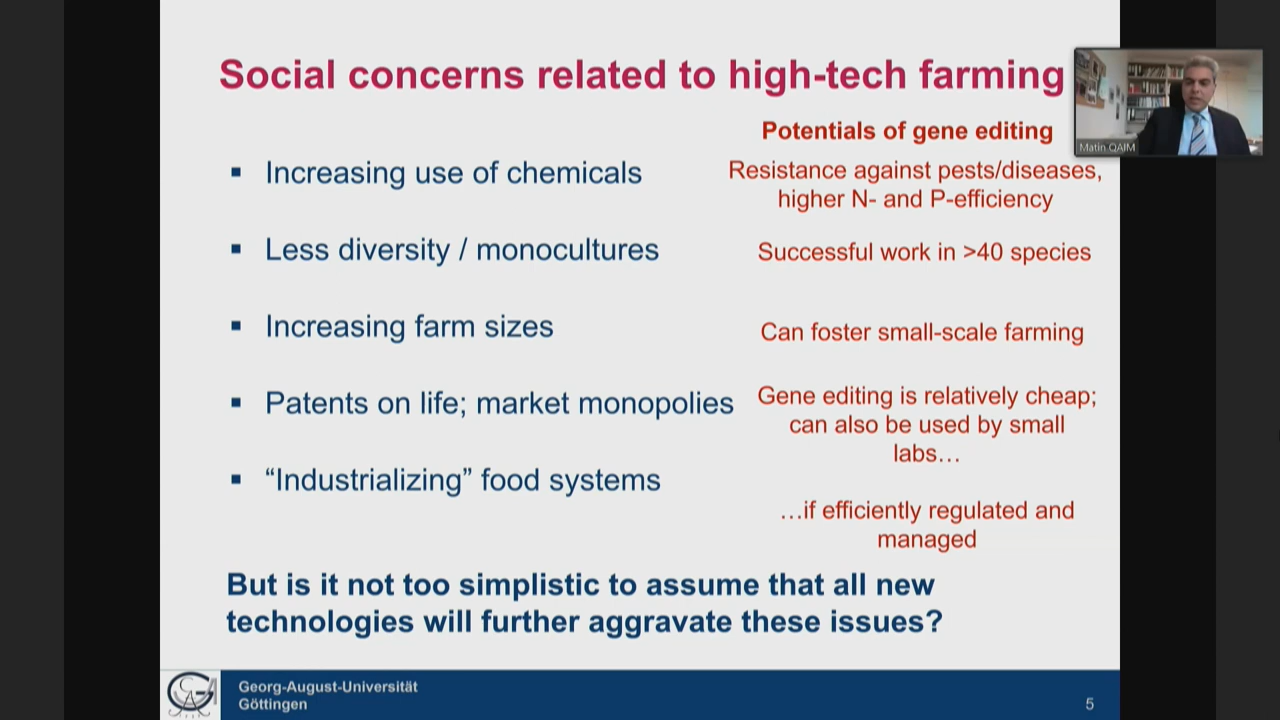 Social concerns related to high-tech farming
Matin QAIM
Potentials of gene editing
▪ Increasing use of chemicals
Resistance against pests/diseases,
higher N- and P-efficiency
▪ Less diversity / monocultures
Successful work in >40 species
▪ Increasing farm sizes
Can foster small-scale farming
▪ Patents on life; market monopolies
Gene editing is relatively cheap;
can also be used by small
labs…
▪ “Industrializing” food systems
…if efficiently regulated and
managed
But is it not too simplistic to assume that all new
technologies will further aggravate these issues?
Georg-August-Universität
Göttingen
5